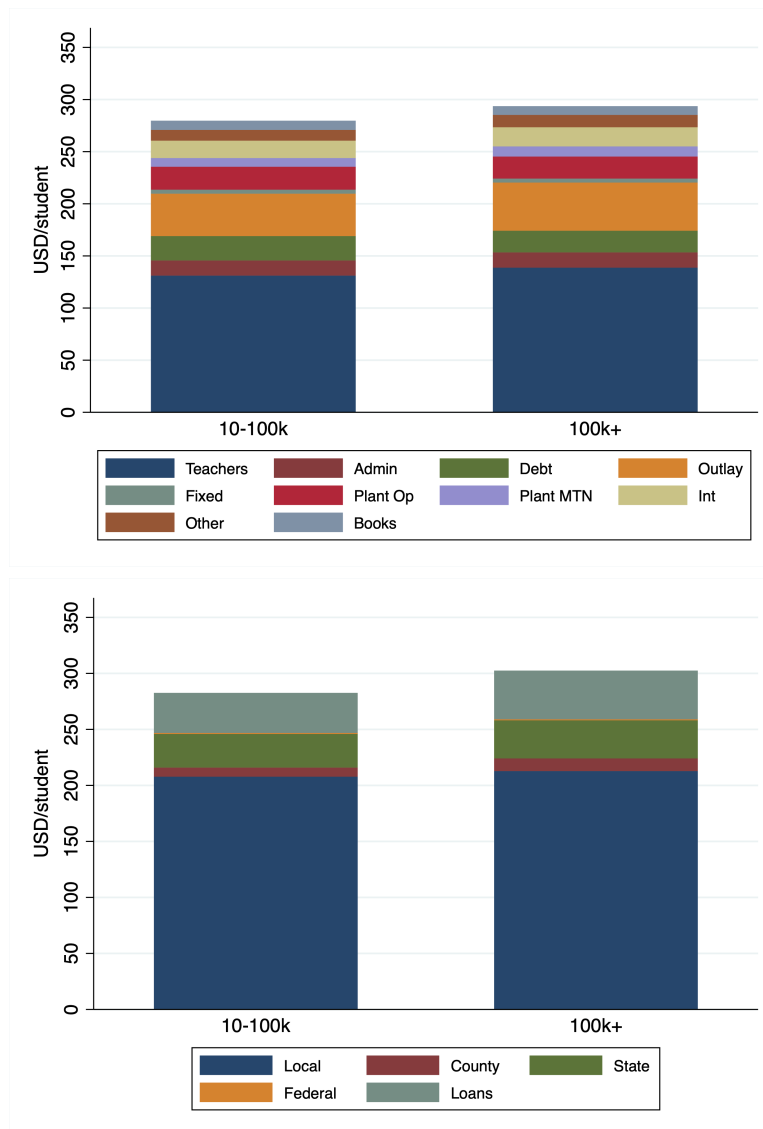 350
300
250
200
150
100
50
0
USD/student
10-100k 100k+
Teachers Admin Debt Outlay
Fixed Plant Op Plant MTN Int
Other Books
350
300
250
200
150
100
50
0
USD/student
10-100k 100k+
Local County State
Federal Loans